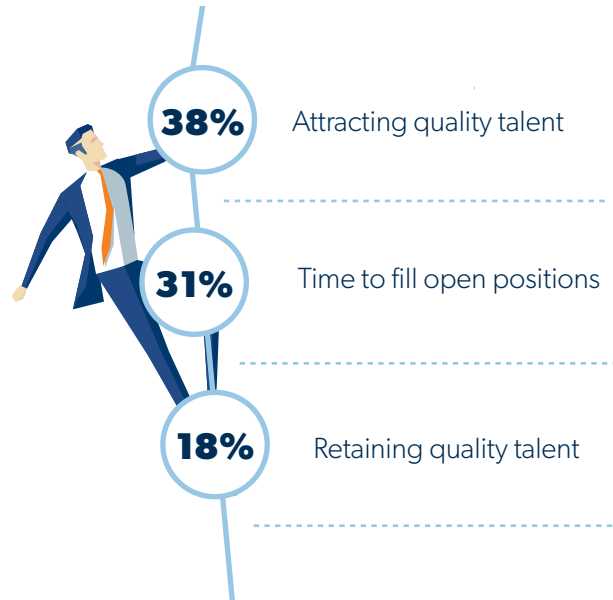 38%
Attracting quality talent
31%
Time to fill open positions
18%
Retaining quality talent